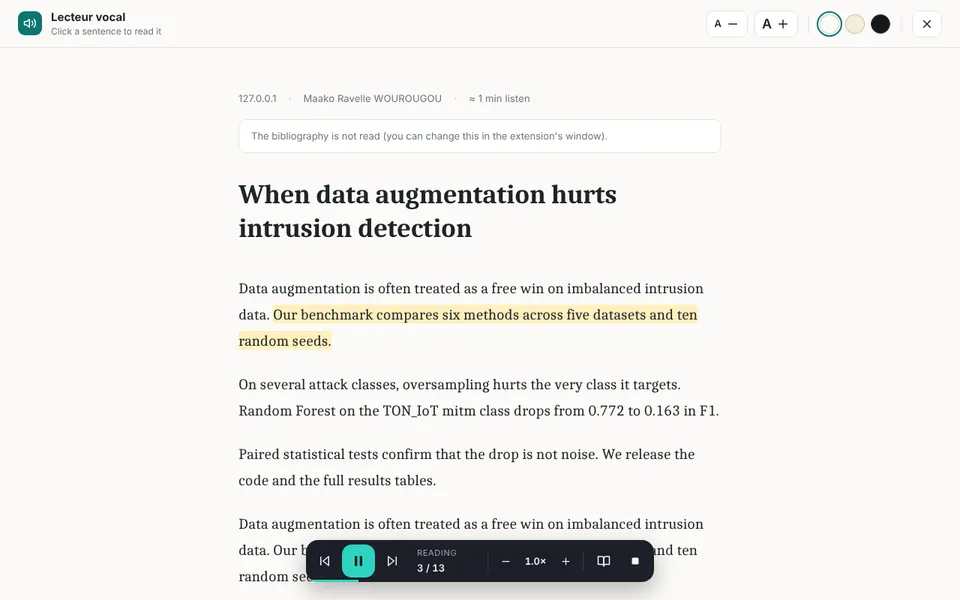 Lecteur vocal
Click a sentence to read it
A −
A +
127.0.0.1 · Maako Ravelle WOUROUGOU · ≈ 1 min listen
The bibliography is not read (you can change this in the extension's window).
When data augmentation hurts
intrusion detection
Data augmentation is often treated as a free win on imbalanced intrusion
data. Our benchmark compares six methods across five datasets and ten
random seeds.
On several attack classes, oversampling hurts the very class it targets.
Random Forest on the TON_IoT mitm class drops from 0.772 to 0.163 in F1.
Paired statistical tests confirm that the drop is not noise. We release the
code and the full results tables.
Data augmentation is often treated as a free win on imbalanced intrusion
data. Our and ten
random
READING
3 / 13
− 1.0× +